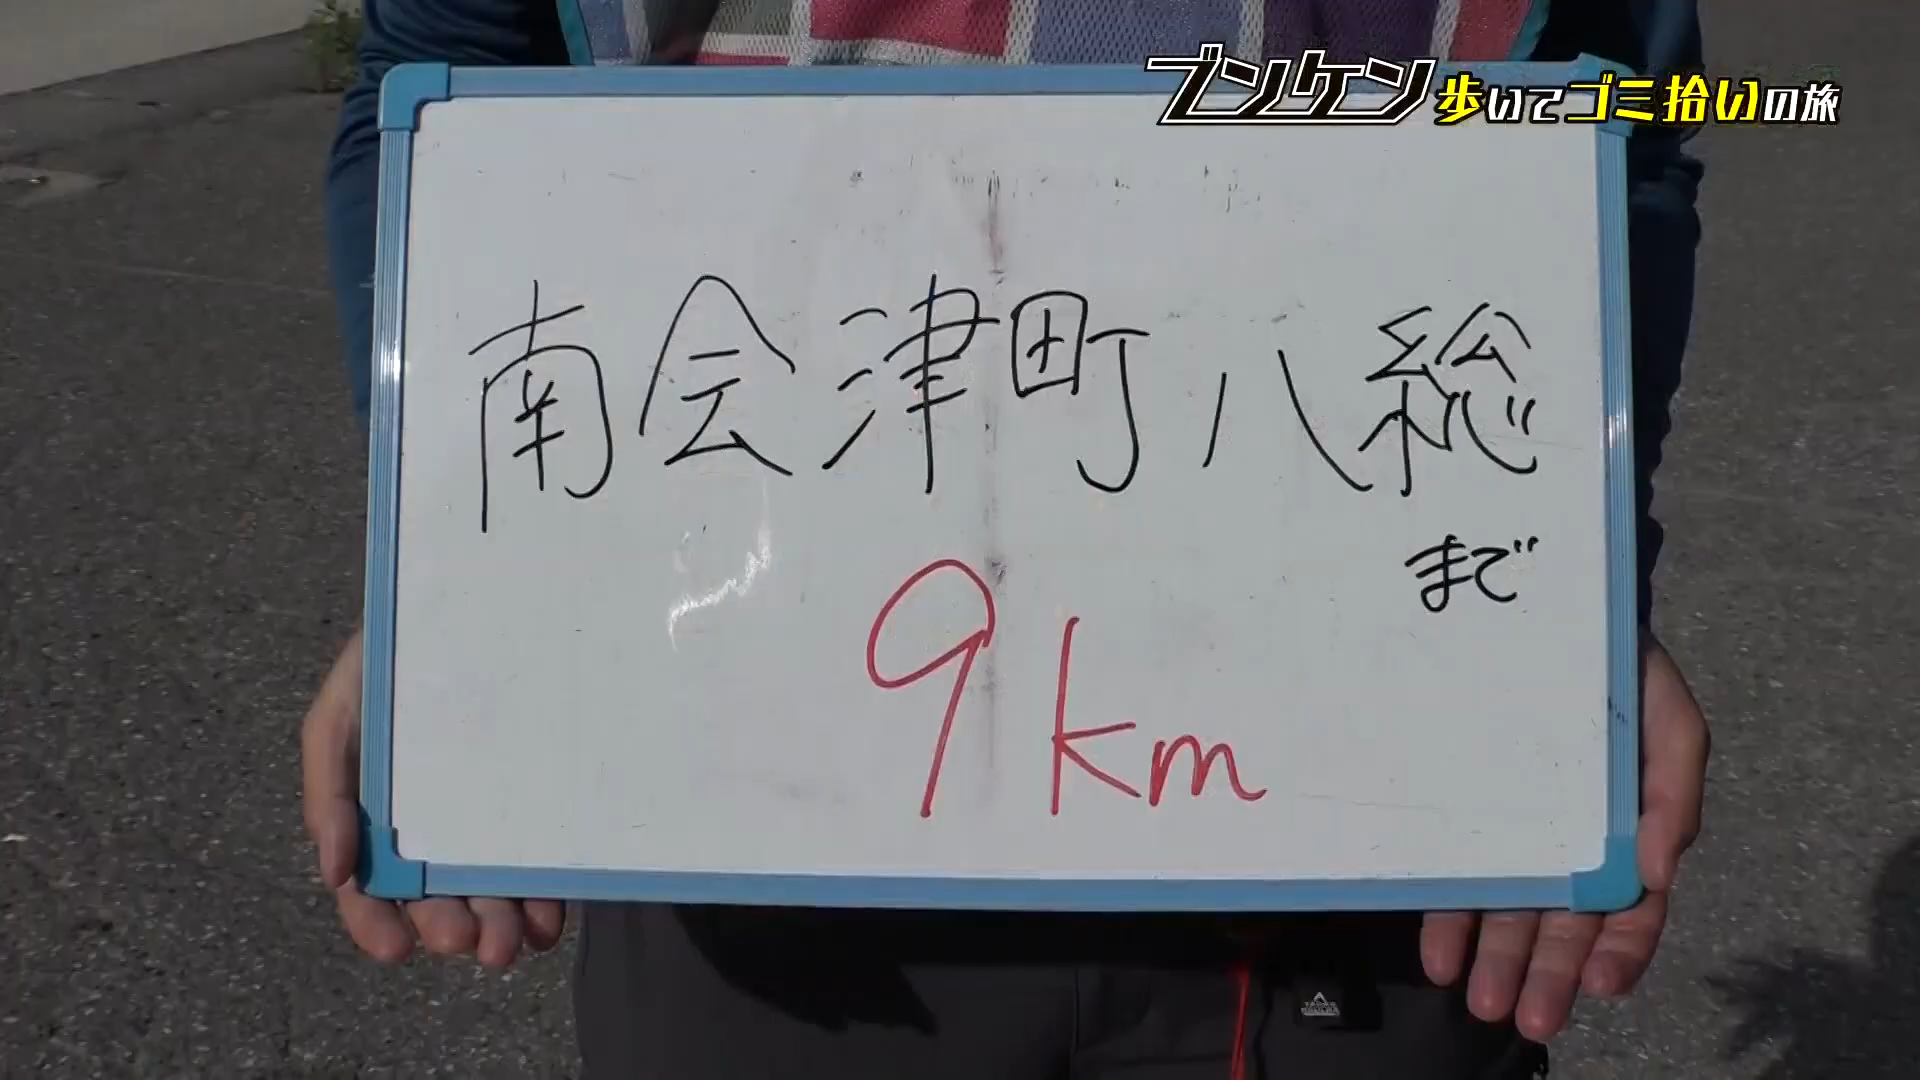 ブンケン 歩いてゴミ拾いの旅
南会津町八総
まで
9km